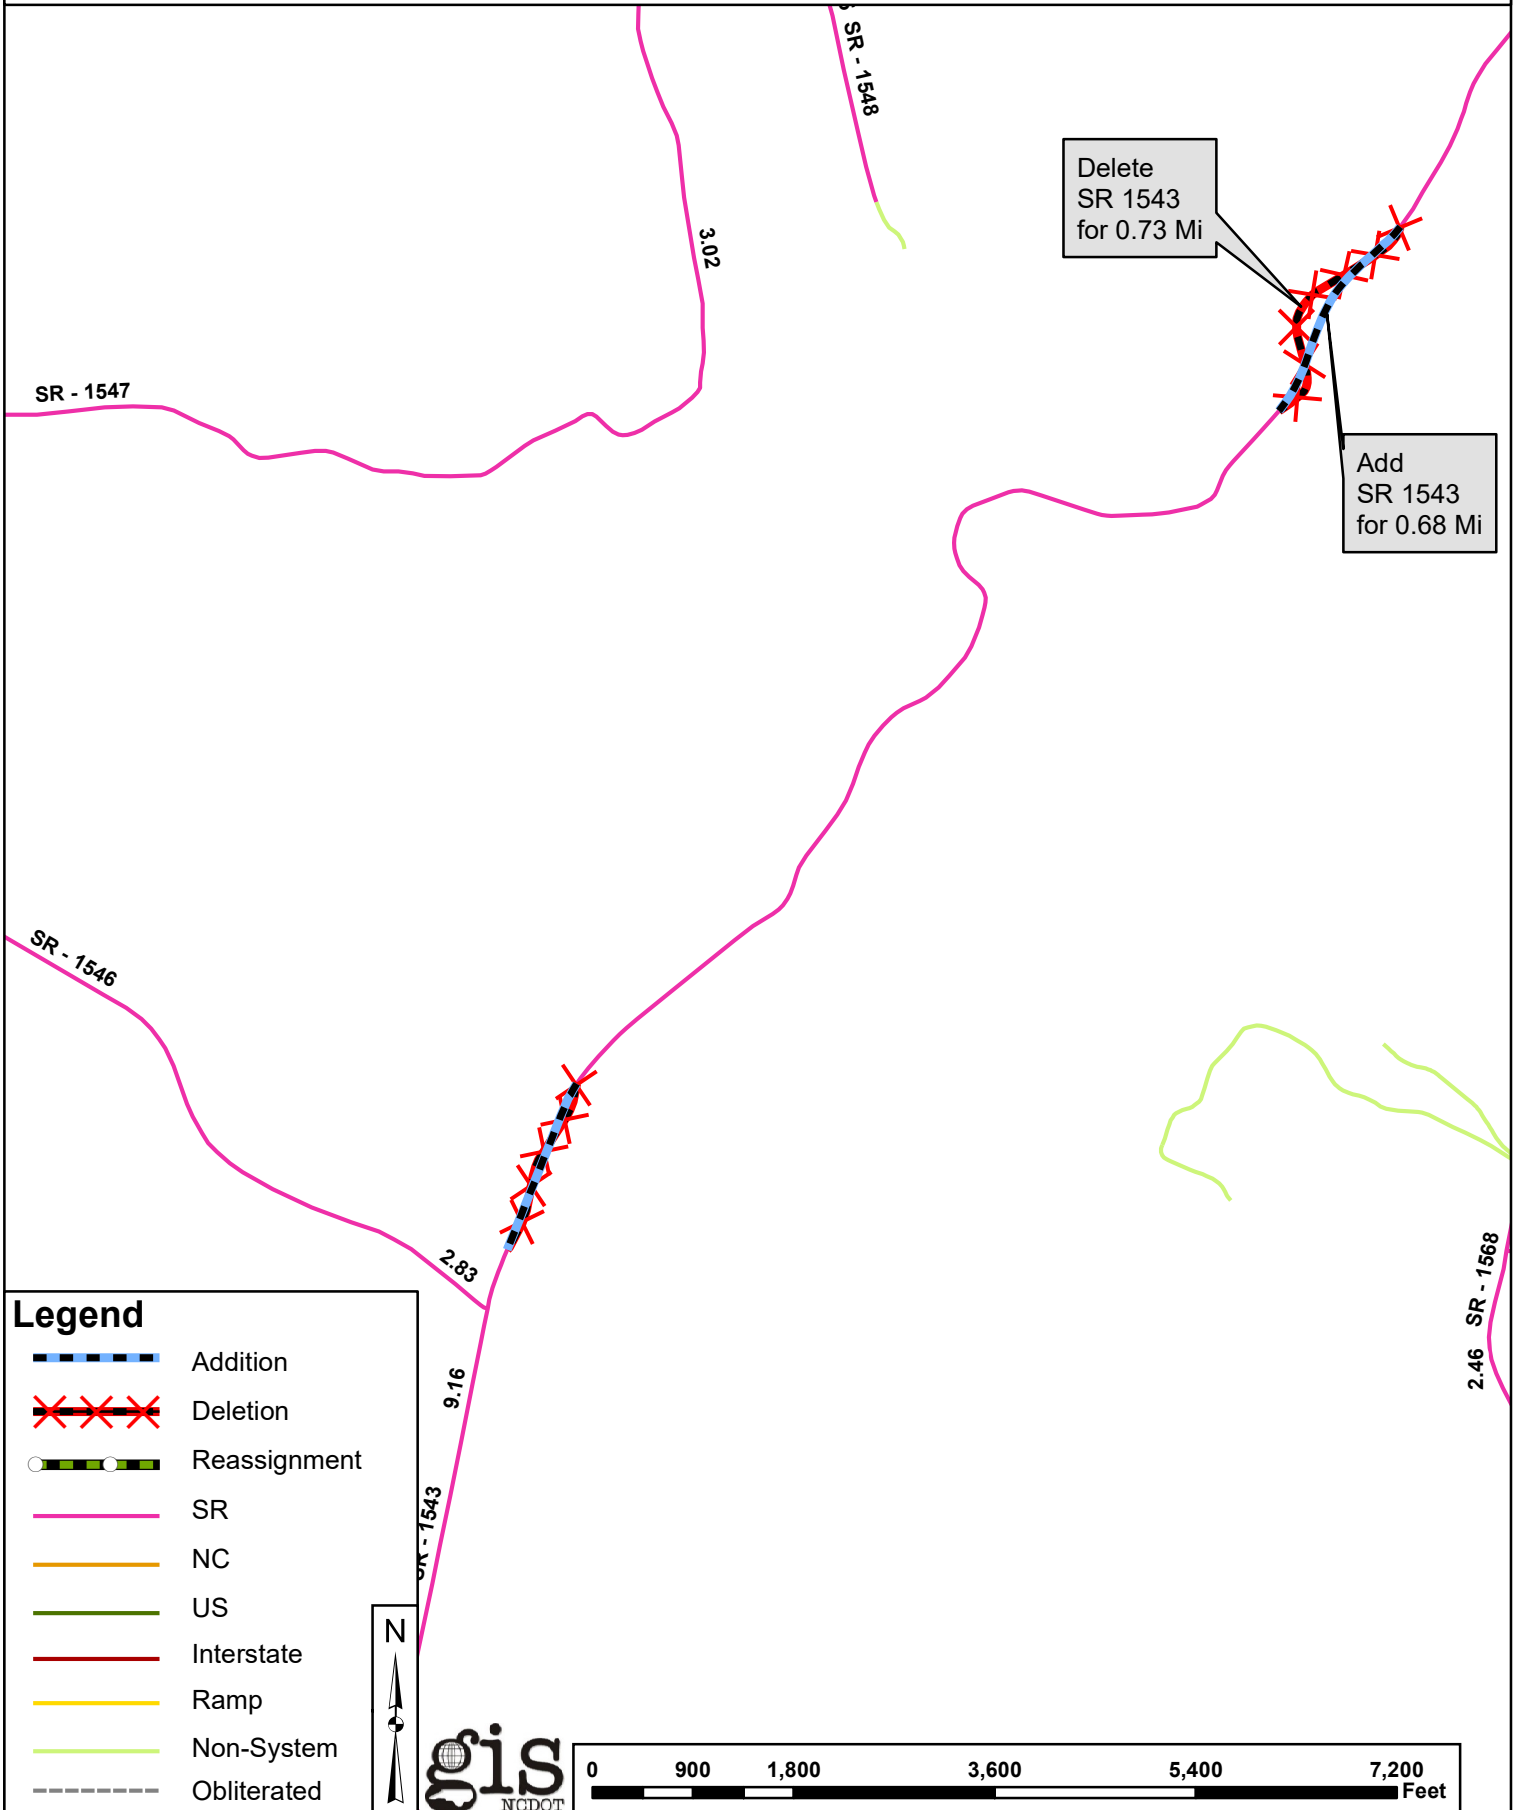 SR - 1548
Delete
SR 1543
for 0.73 Mi
3.02
SR - 1547
Add
SR 1543
for 0.68 Mi
SR - 1546
2.83
SR - 1568
2.46
9.16
SR - 1543
Legend
Addition
Deletion
Reassignment
SR
NC
US
Interstate
Ramp
Non-System
Obliterated
N
gis
NCDOT
0 900 1,800 3,600 5,400 7,200
Feet